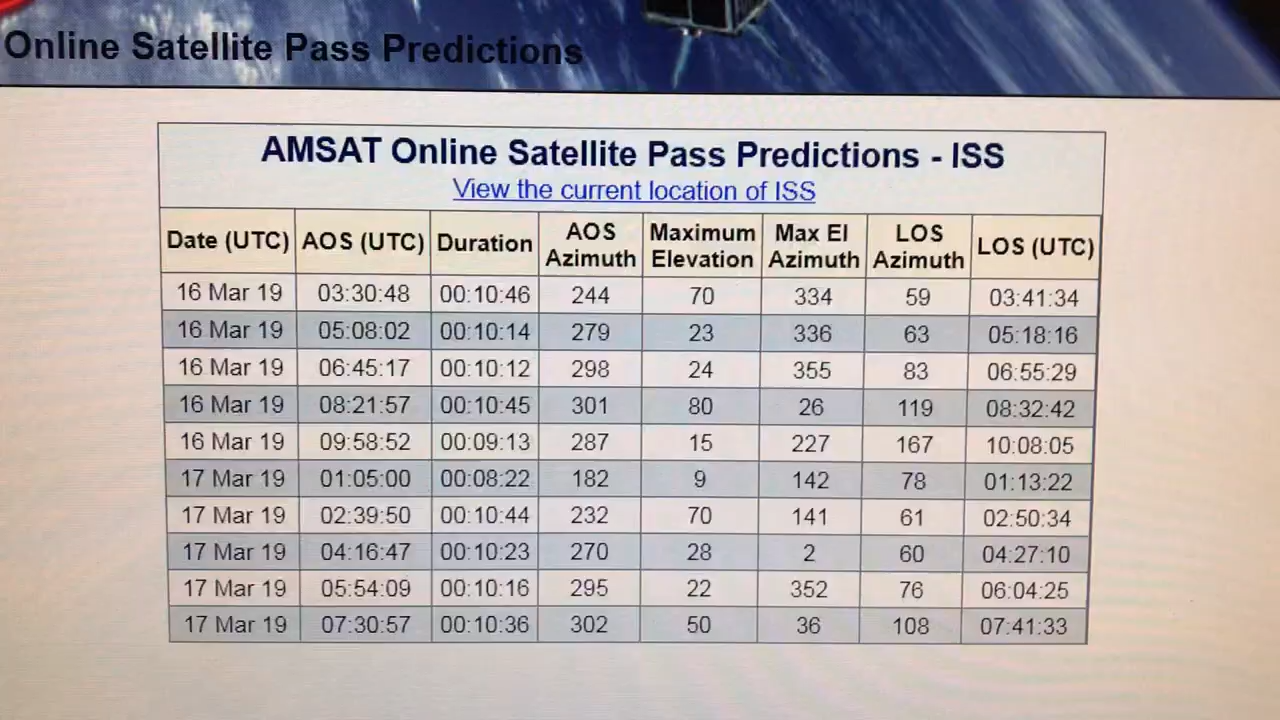 Online Satellite Pass Predictions
AMSAT Online Satellite Pass Predictions - ISS
View the current location of ISS
Date (UTC) AOS (UTC) Duration AOS Azimuth Maximum Elevation Max El Azimuth LOS Azimuth LOS (UTC)
16 Mar 19 03:30:48 00:10:46 244 70 334 59 03:41:34
16 Mar 19 05:08:02 00:10:14 279 23 336 63 05:18:16
16 Mar 19 06:45:17 00:10:12 298 24 355 83 06:55:29
16 Mar 19 08:21:57 00:10:45 301 80 26 119 08:32:42
16 Mar 19 09:58:52 00:09:13 287 15 227 167 10:08:05
17 Mar 19 01:05:00 00:08:22 182 9 142 78 01:13:22
17 Mar 19 02:39:50 00:10:44 232 70 141 61 02:50:34
17 Mar 19 04:16:47 00:10:23 270 28 2 60 04:27:10
17 Mar 19 05:54:09 00:10:16 295 22 352 76 06:04:25
17 Mar 19 07:30:57 00:10:36 302 50 36 108 07:41:33